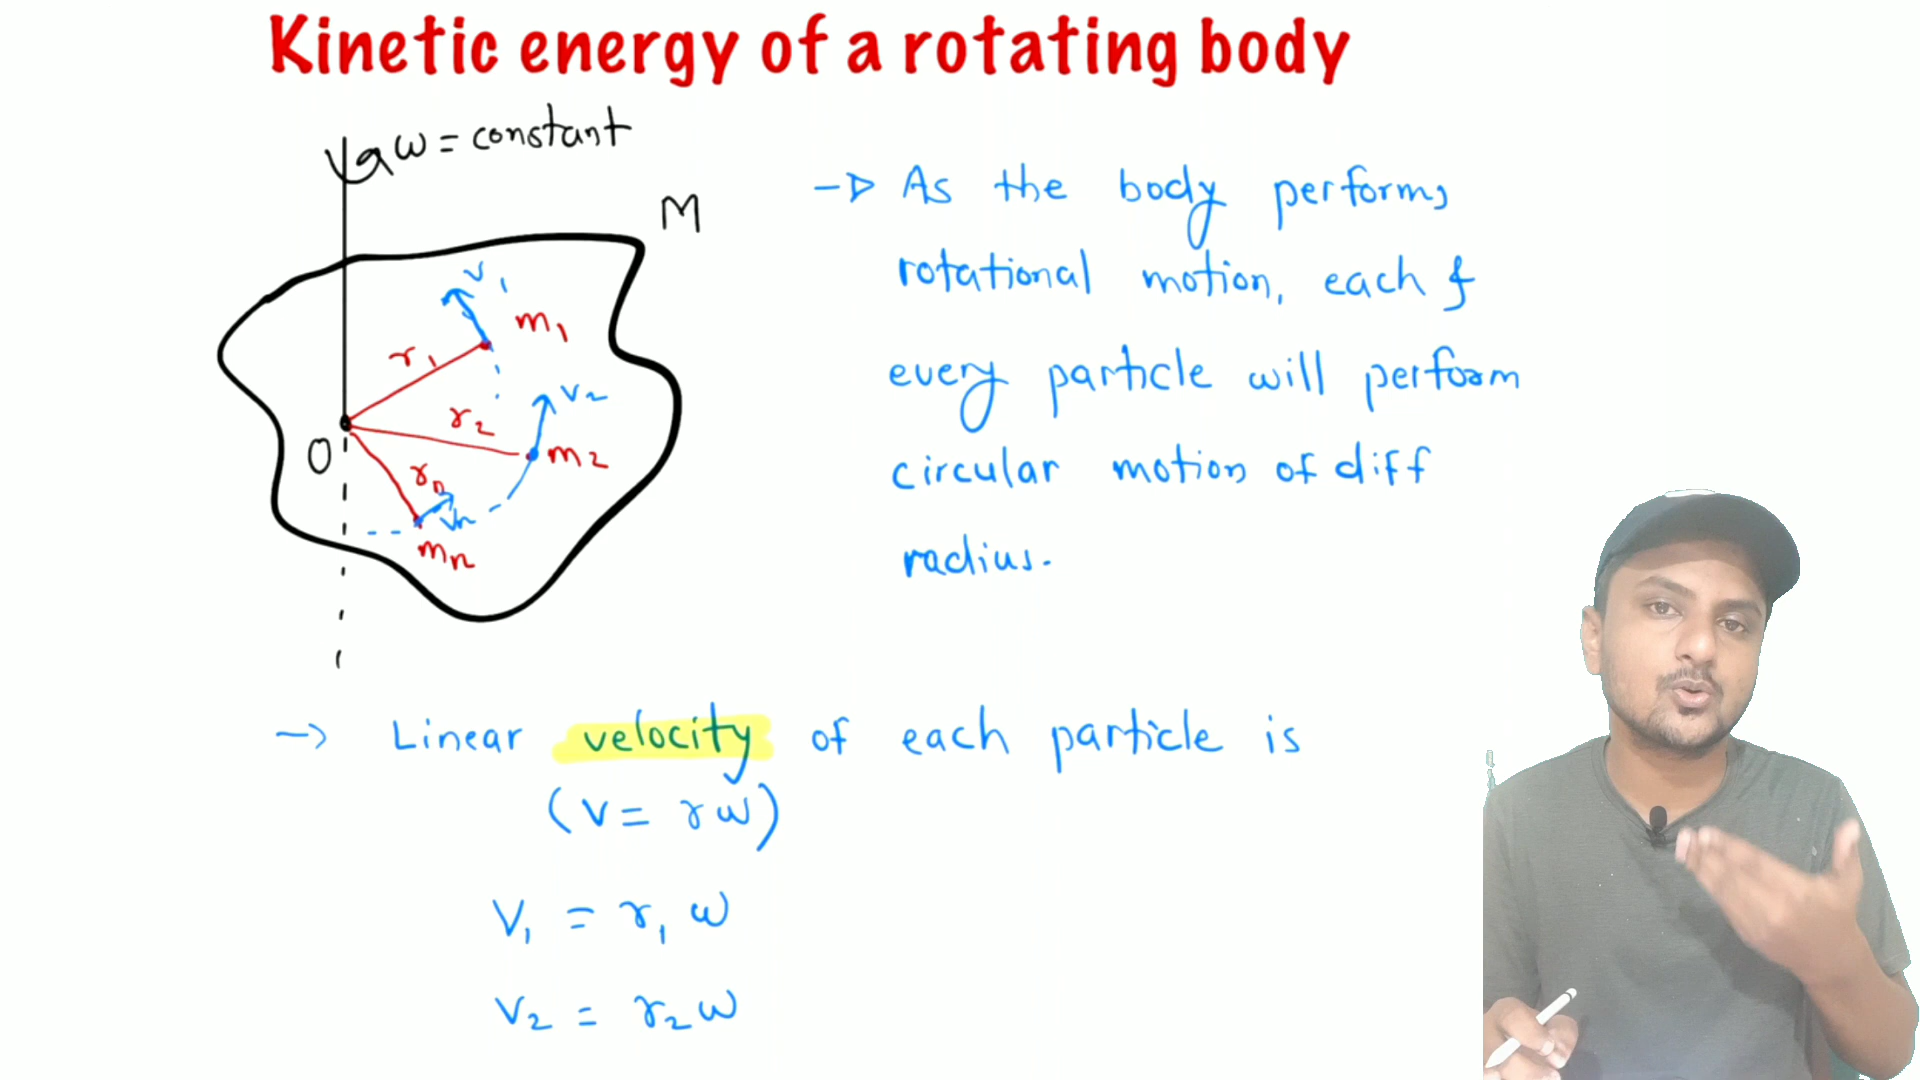 Kinetic energy of a rotating body
ω = constant
M
v1
m1
r1
v2
r2
m2
O
rn
vn
mn
→ As the body performs
rotational motion, each &
every particle will perform
circular motion of diff
radius.
→ Linear velocity of each particle is
(v = rω)
V1 = r1 ω
V2 = r2 ω